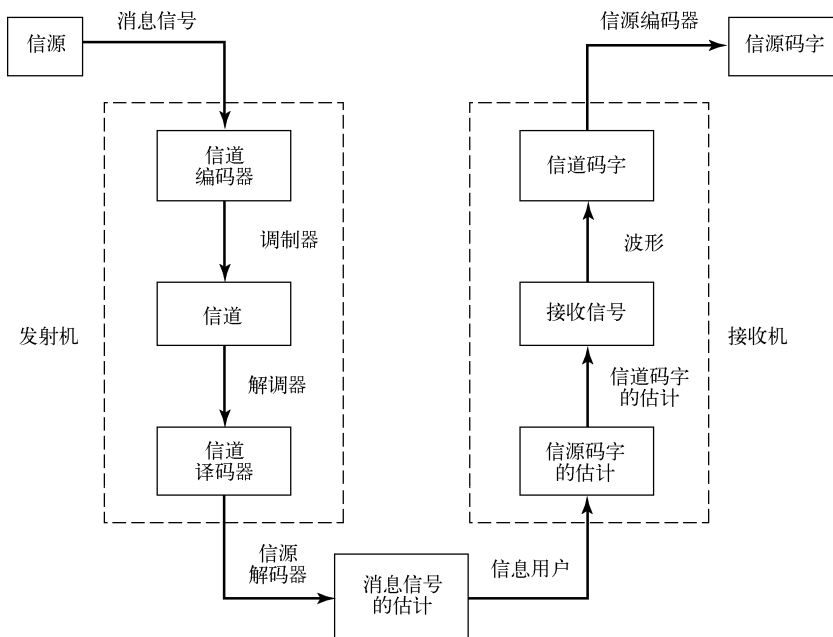 信源
消息信号
信道
编码器
调制器
信道
发射机
解调器
信道
译码器
信源
解码器
消息信号
的估计
信息用户
信源码字
的估计
信道码字
的估计
接收信号
接收机
波形
信道码字
信源编码器
信源码字